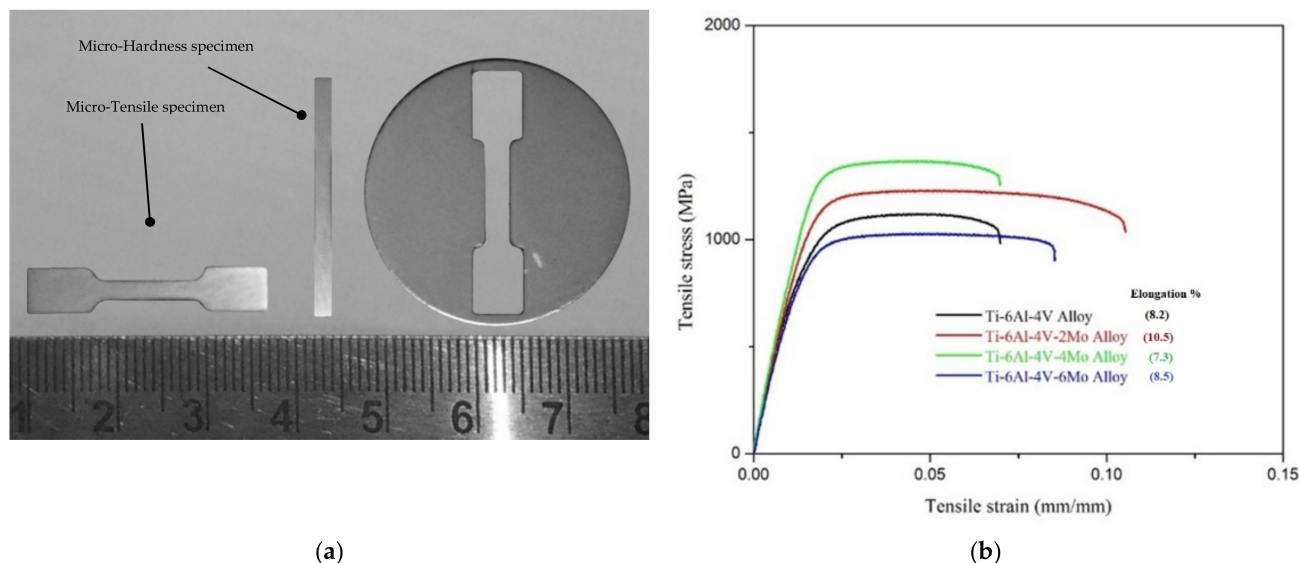 Micro-Hardness specimen
Micro-Tensile specimen
1 2 3 4 5 6 7 8
(a)
2000
1000
0
Tensile stress (MPa)
Elongation %
Ti-6Al-4V Alloy (8.2)
Ti-6Al-4V-2Mo Alloy (10.5)
Ti-6Al-4V-4Mo Alloy (7.3)
Ti-6Al-4V-6Mo Alloy (8.5)
0.00 0.05 0.10 0.15
Tensile strain (mm/mm)
(b)